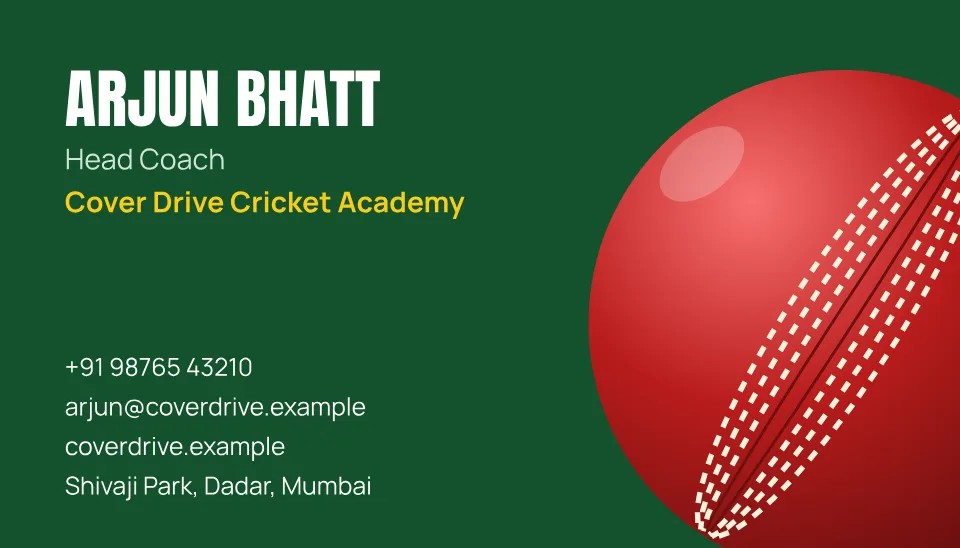 ARJUN BHATT
Head Coach
Cover Drive Cricket Academy
+91 98765 43210
arjun@coverdrive.example
coverdrive.example
Shivaji Park, Dadar, Mumbai